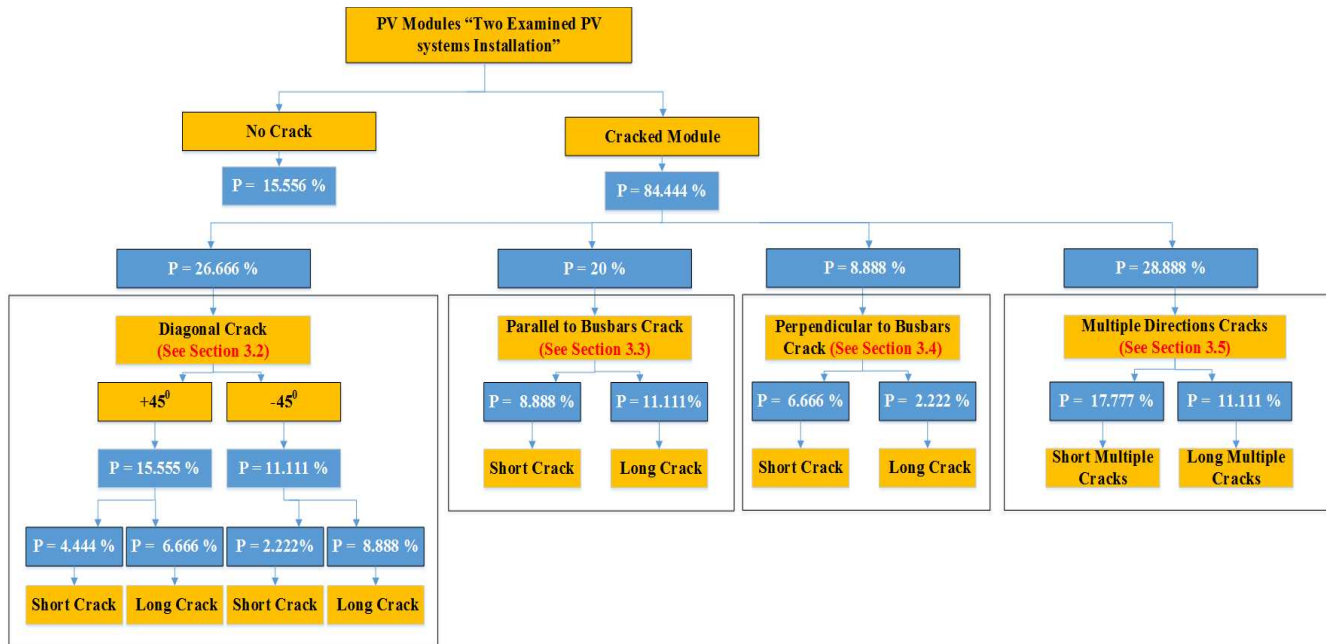 PV Modules “Two Examined PV
systems Installation”
No Crack
Cracked Module
P =  15.556 %
P = 84.444 %
P = 26.666 %
P = 20 %
P = 8.888 %
P = 28.888 %
Diagonal Crack
(See Section 3.2)
+45⁰
-45⁰
P = 15.555 %
P = 11.111 %
P = 4.444 %
P =  6.666 %
P = 2.222%
P = 8.888 %
Short Crack
Long Crack
Short Crack
Long Crack
Parallel to Busbars Crack
(See Section 3.3)
P = 8.888 %
P = 11.111%
Short Crack
Long Crack
Perpendicular to Busbars
Crack (See Section 3.4)
P = 6.666 %
P = 2.222 %
Short Crack
Long Crack
Multiple Directions Cracks
(See Section 3.5)
P = 17.777 %
P = 11.111 %
Short Multiple
Cracks
Long Multiple
Cracks